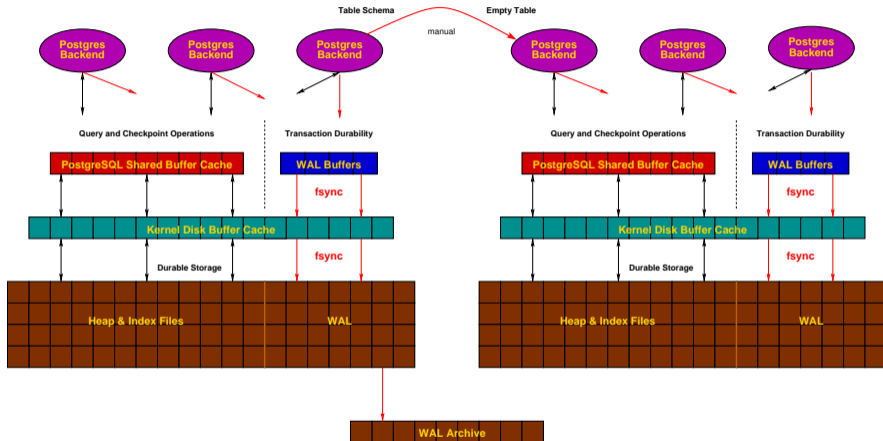 Table Schema
Empty Table
manual
Postgres
Backend
Postgres
Backend
Postgres
Backend
Postgres
Backend
Postgres
Backend
Postgres
Backend
Query and Checkpoint Operations
Transaction Durability
Query and Checkpoint Operations
Transaction Durability
PostgreSQL Shared Buffer Cache
WAL Buffers
PostgreSQL Shared Buffer Cache
WAL Buffers
fsync
fsync
Kernel Disk Buffer Cache
Kernel Disk Buffer Cache
fsync
fsync
Durable Storage
Durable Storage
Heap & Index Files
WAL
Heap & Index Files
WAL
WAL Archive